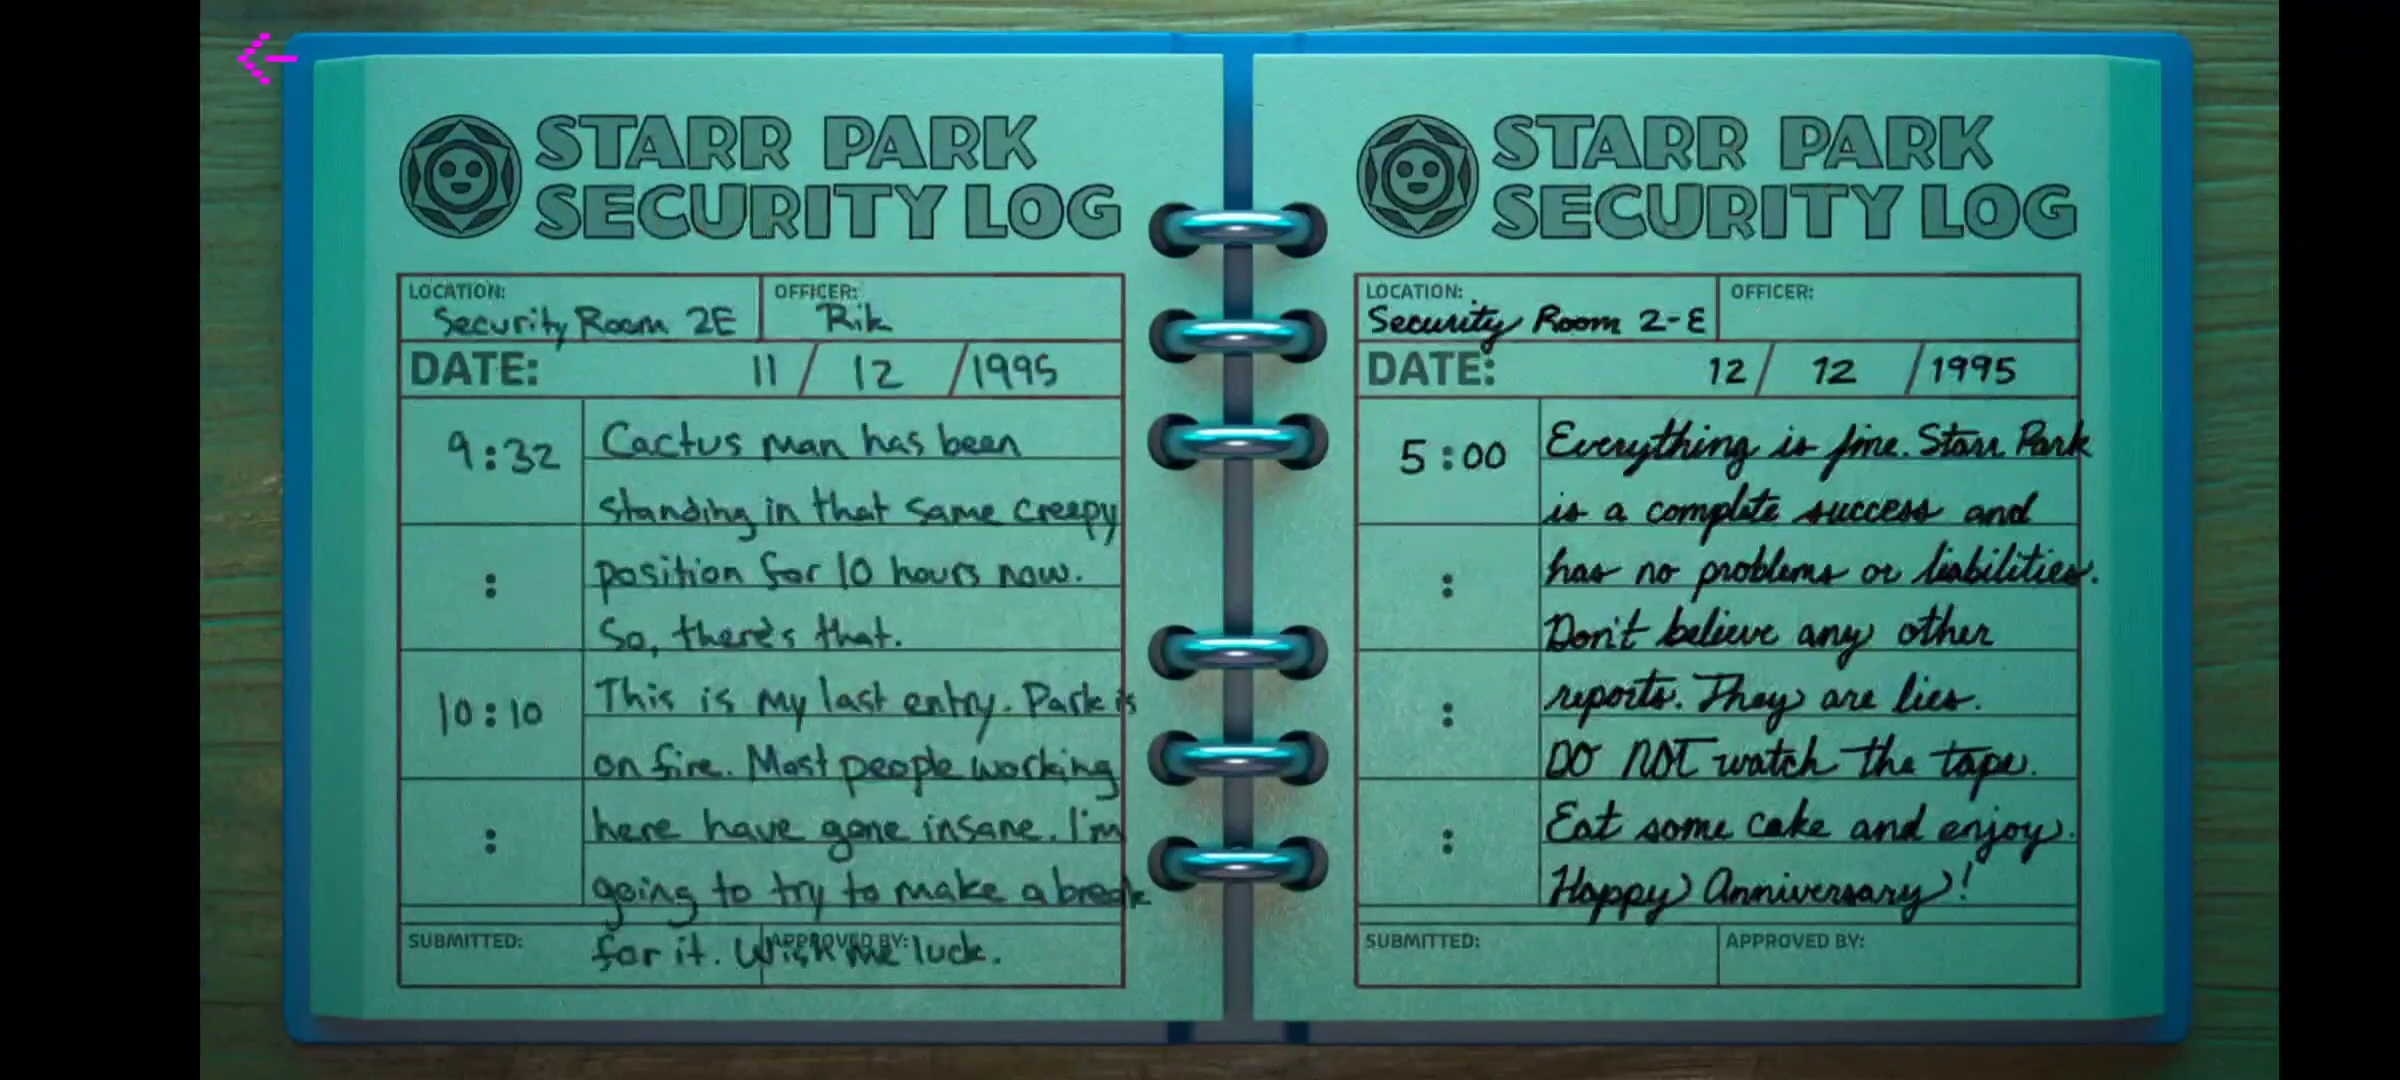 STARR PARK
SECURITY LOG
LOCATION:
Security Room 2E
OFFICER:
Rik
DATE: 11 / 12 / 1995
9:32 Cactus man has been
standing in that same creepy
: position for 10 hours now.
So, there's that.
10:10 This is my last entry. Park is
on fire. Most people working
: here have gone insane. I'm
going to try to make a break
SUBMITTED:
APPROVED BY:
for it. Wish me luck.
STARR PARK
SECURITY LOG
LOCATION:
Security Room 2-E
OFFICER:
DATE: 12 / 12 / 1995
5:00 Everything is fine. Starr Park
is a complete success and
: has no problems or liabilities.
Don't believe any other
: reports. They are lies.
DO NOT watch the tape.
: Eat some cake and enjoy.
Happy Anniversary!
SUBMITTED:
APPROVED BY: